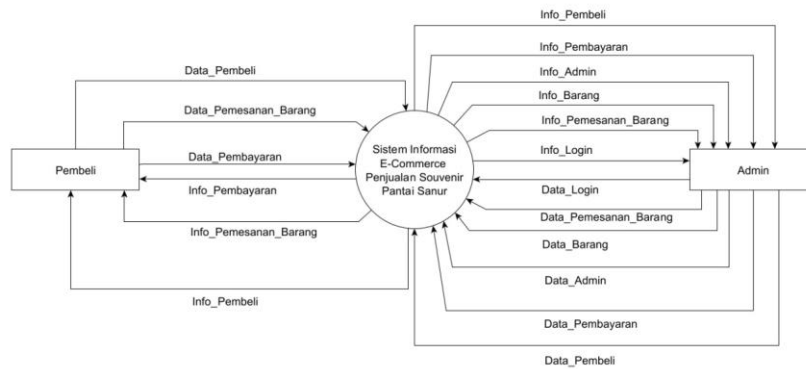 Info_Pembeli
Info_Pembayaran
Data_Pembeli
Info_Admin
Info_Barang
Data_Pemesanan_Barang
Info_Pemesanan_Barang
Sistem Informasi
E-Commerce
Penjualan Souvenir
Pantai Sanur
Data_Pembayaran
Info_Login
Pembeli
Admin
Info_Pembayaran
Data_Login
Data_Pemesanan_Barang
Info_Pemesanan_Barang
Data_Barang
Data_Admin
Info_Pembeli
Data_Pembayaran
Data_Pembeli